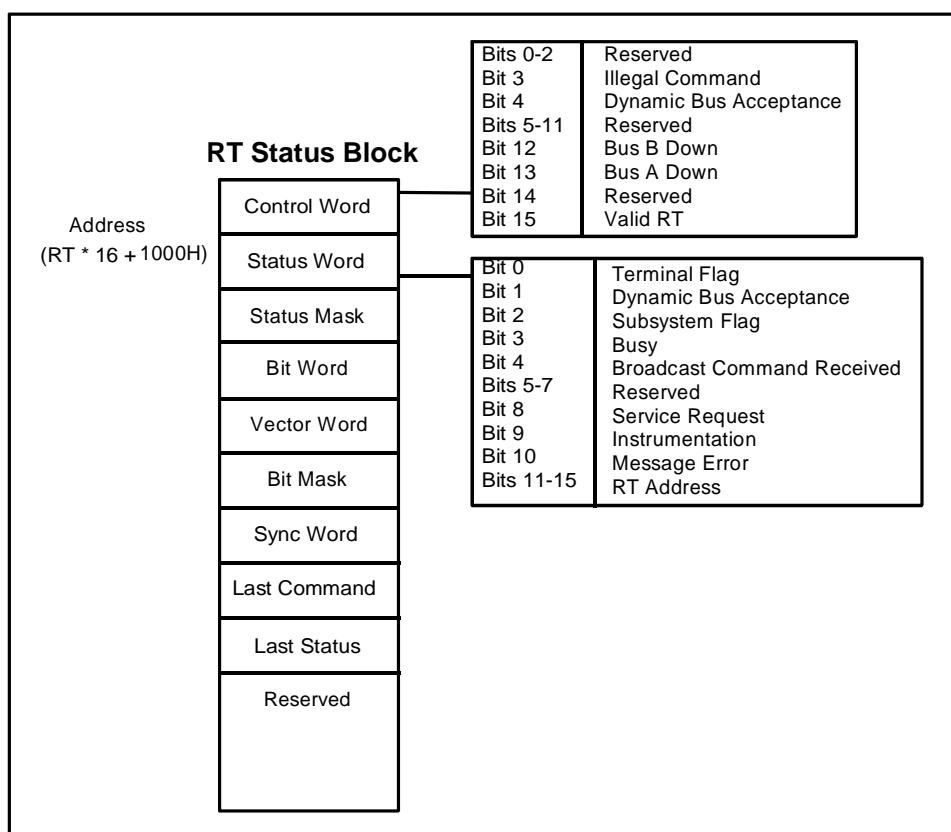 Bits 0-2 Reserved
Bit 3 Illegal Command
Bit 4 Dynamic Bus Acceptance
Bits 5-11 Reserved
Bit 12 Bus B Down
Bit 13 Bus A Down
Bit 14 Reserved
Bit 15 Valid RT
RT Status Block
Address
(RT * 16 + 1000H)
Control Word
Status Word
Status Mask
Bit Word
Vector Word
Bit Mask
Sync Word
Last Command
Last Status
Reserved
Bit 0 Terminal Flag
Bit 1 Dynamic Bus Acceptance
Bit 2 Subsystem Flag
Bit 3 Busy
Bit 4 Broadcast Command Received
Bits 5-7 Reserved
Bit 8 Service Request
Bit 9 Instrumentation
Bit 10 Message Error
Bits 11-15 RT Address